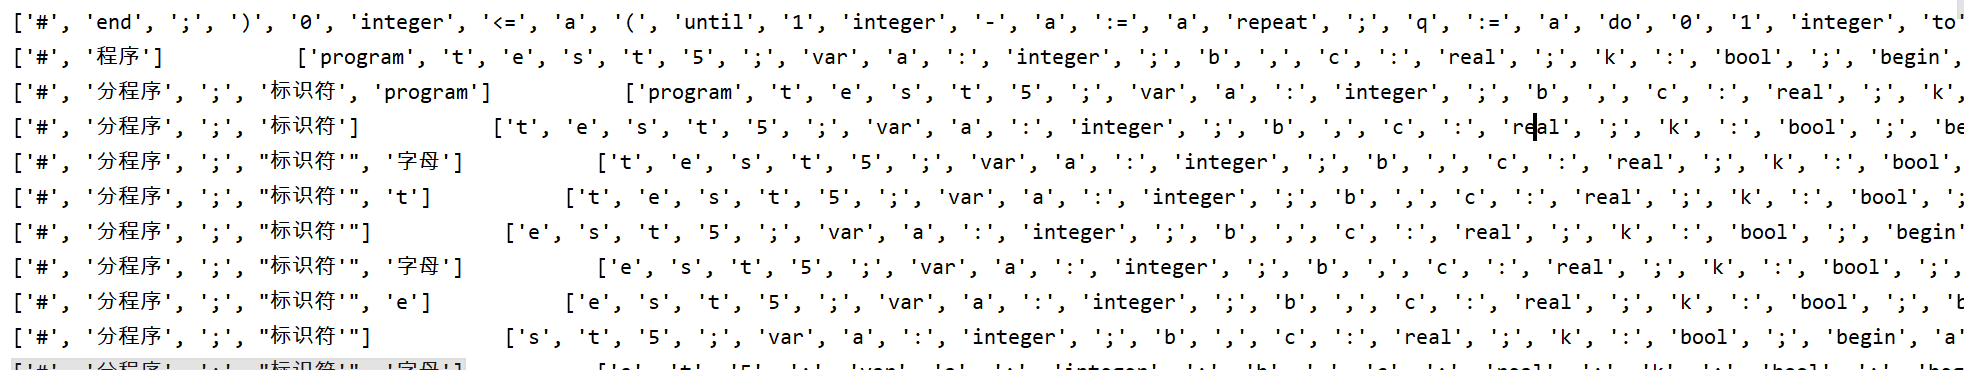 ['#', 'end', ';', ')', '0', 'integer', '<=', 'a', '(', 'until', '1', 'integer', '-', 'a', ':=', 'a', 'repeat', ';', 'q', ':=', 'a', 'do', '0', '1', 'integer', 'to'
['#', '程序']          ['program', 't', 'e', 's', 't', '5', ';', 'var', 'a', ':', 'integer', ';', 'b', ',', 'c', ':', 'real', ';', 'k', ':', 'bool', ';', 'begin',
['#', '分程序', ';', '标识符', 'program']          ['program', 't', 'e', 's', 't', '5', ';', 'var', 'a', ':', 'integer', ';', 'b', ',', 'c', ':', 'real', ';', 'k',
['#', '分程序', ';', '标识符']          ['t', 'e', 's', 't', '5', ';', 'var', 'a', ':', 'integer', ';', 'b', ',', 'c', ':', 'real', ';', 'k', ':', 'bool', ';', 'be
['#', '分程序', ';', "标识符'", '字母']          ['t', 'e', 's', 't', '5', ';', 'var', 'a', ':', 'integer', ';', 'b', ',', 'c', ':', 'real', ';', 'k', ':', 'bool',
['#', '分程序', ';', "标识符'", 't']          ['t', 'e', 's', 't', '5', ';', 'var', 'a', ':', 'integer', ';', 'b', ',', 'c', ':', 'real', ';', 'k', ':', 'bool', ';
['#', '分程序', ';', "标识符'"]          ['e', 's', 't', '5', ';', 'var', 'a', ':', 'integer', ';', 'b', ',', 'c', ':', 'real', ';', 'k', ':', 'bool', ';', 'begin'
['#', '分程序', ';', "标识符'", '字母']          ['e', 's', 't', '5', ';', 'var', 'a', ':', 'integer', ';', 'b', ',', 'c', ':', 'real', ';', 'k', ':', 'bool', ';',
['#', '分程序', ';', "标识符'", 'e']          ['e', 's', 't', '5', ';', 'var', 'a', ':', 'integer', ';', 'b', ',', 'c', ':', 'real', ';', 'k', ':', 'bool', ';', 'b
['#', '分程序', ';', "标识符'"]          ['s', 't', '5', ';', 'var', 'a', ':', 'integer', ';', 'b', ',', 'c', ':', 'real', ';', 'k', ':', 'bool', ';', 'begin', 'a'